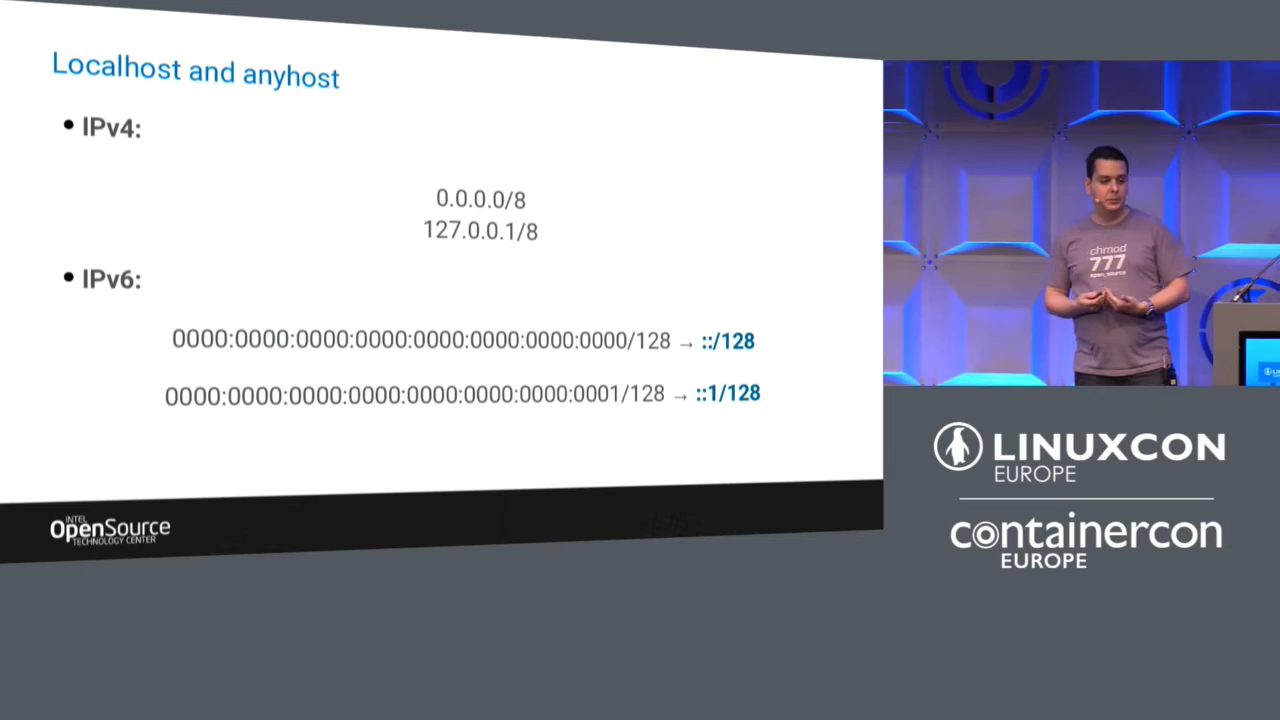 Localhost and anyhost
• IPv4:
0.0.0.0/8
127.0.0.1/8
• IPv6:
0000:0000:0000:0000:0000:0000:0000:0000/128 → ::/128
0000:0000:0000:0000:0000:0000:0000:0001/128 → ::1/128
INTEL
OpenSource
TECHNOLOGY CENTER
chmod
777
open_source
LINUXCON
EUROPE
containercon
EUROPE